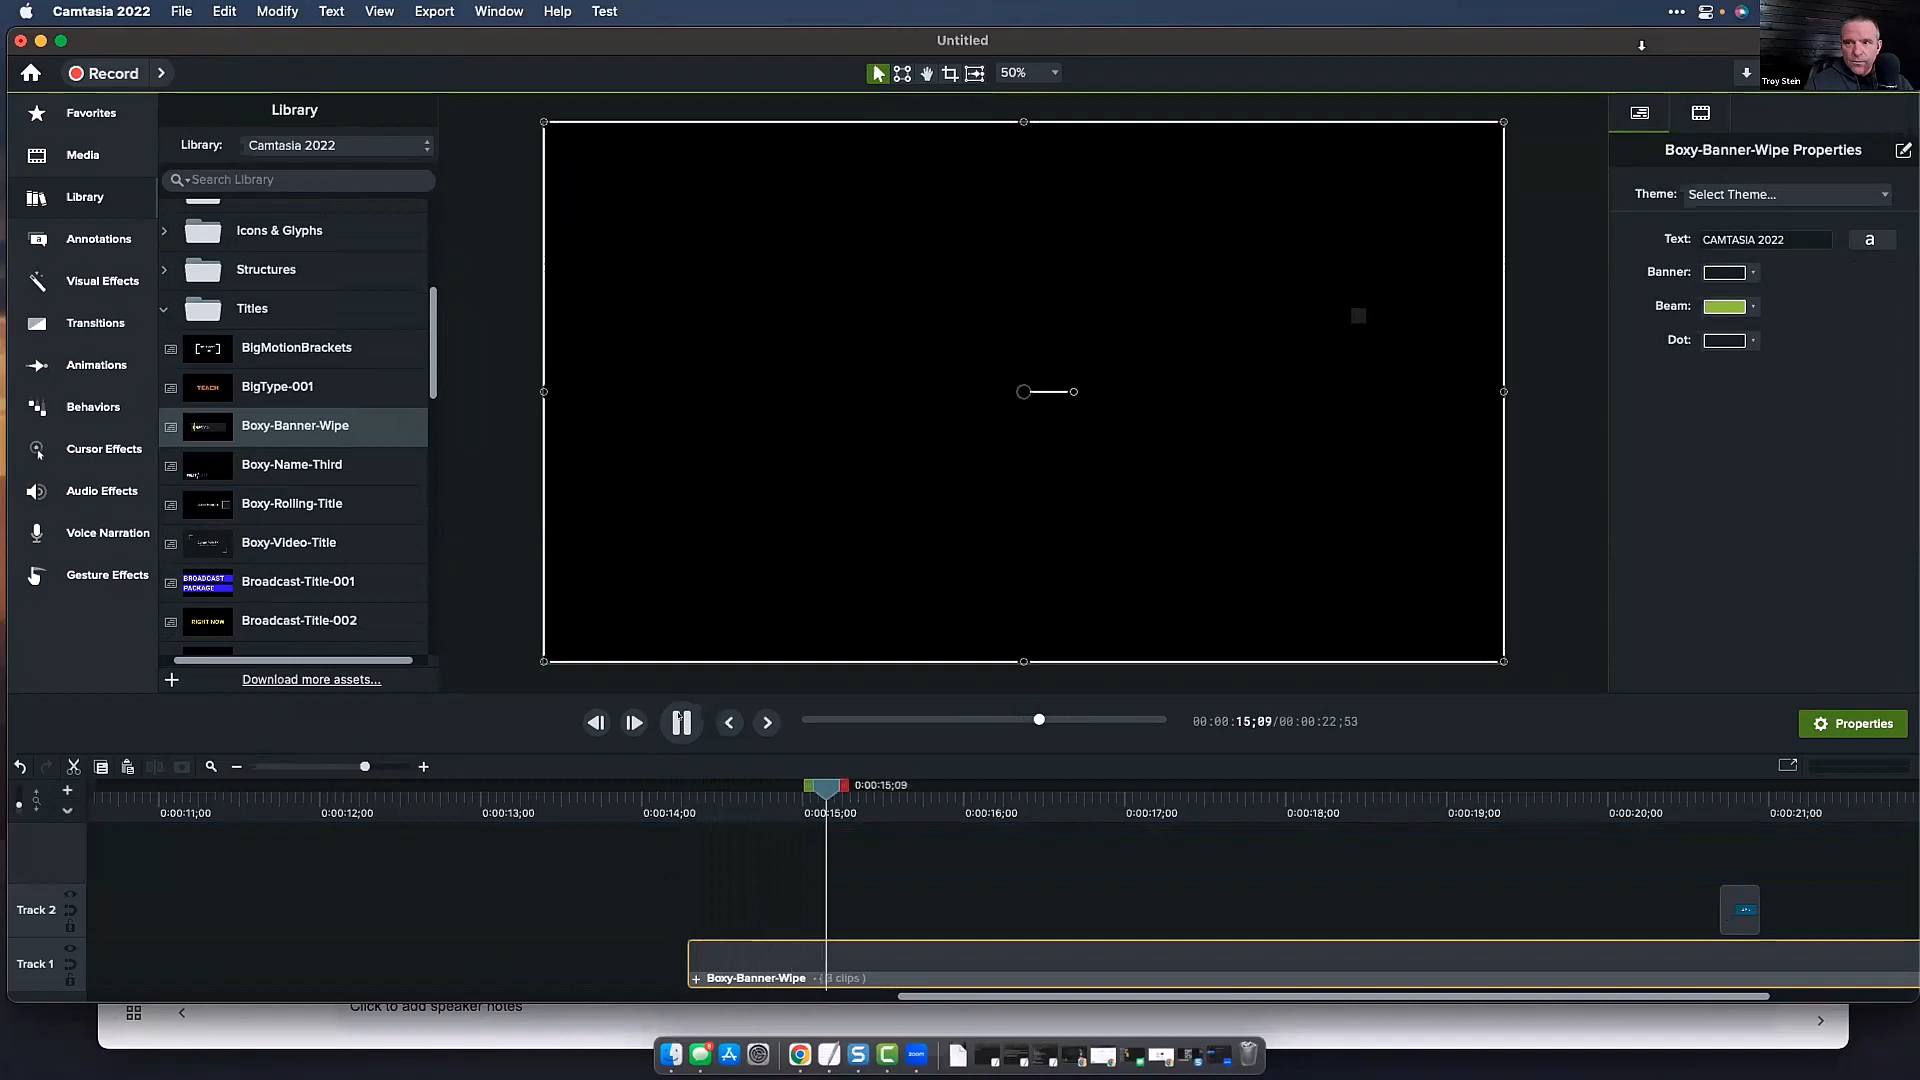 Camtasia 2022 File Edit Modify Text View Export Window Help Test
Untitled
Troy Stein
Record
50%
Favorites
Media
Library
Annotations
Visual Effects
Transitions
Animations
Behaviors
Cursor Effects
Audio Effects
Voice Narration
Gesture Effects
Library
Library: Camtasia 2022
Search Library
Icons & Glyphs
Structures
Titles
BigMotionBrackets
TEACH BigType-001
Boxy-Banner-Wipe
Boxy-Name-Third
Boxy-Rolling-Title
Boxy-Video-Title
BROADCAST
PACKAGE
Broadcast-Title-001
RIGHT NOW Broadcast-Title-002
Download more assets...
Boxy-Banner-Wipe Properties
Theme: Select Theme...
Text: CAMTASIA 2022 a
Banner:
Beam:
Dot:
00:00:15;09/00:00:22;53
Properties
0:00:15;09
0:00:11;00 0:00:12;00 0:00:13;00 0:00:14;00 0:00:15;00 0:00:16;00 0:00:17;00 0:00:18;00 0:00:19;00 0:00:20;00 0:00:21;00
Track 2
Track 1
+ Boxy-Banner-Wipe
Click to add speaker notes
zoom